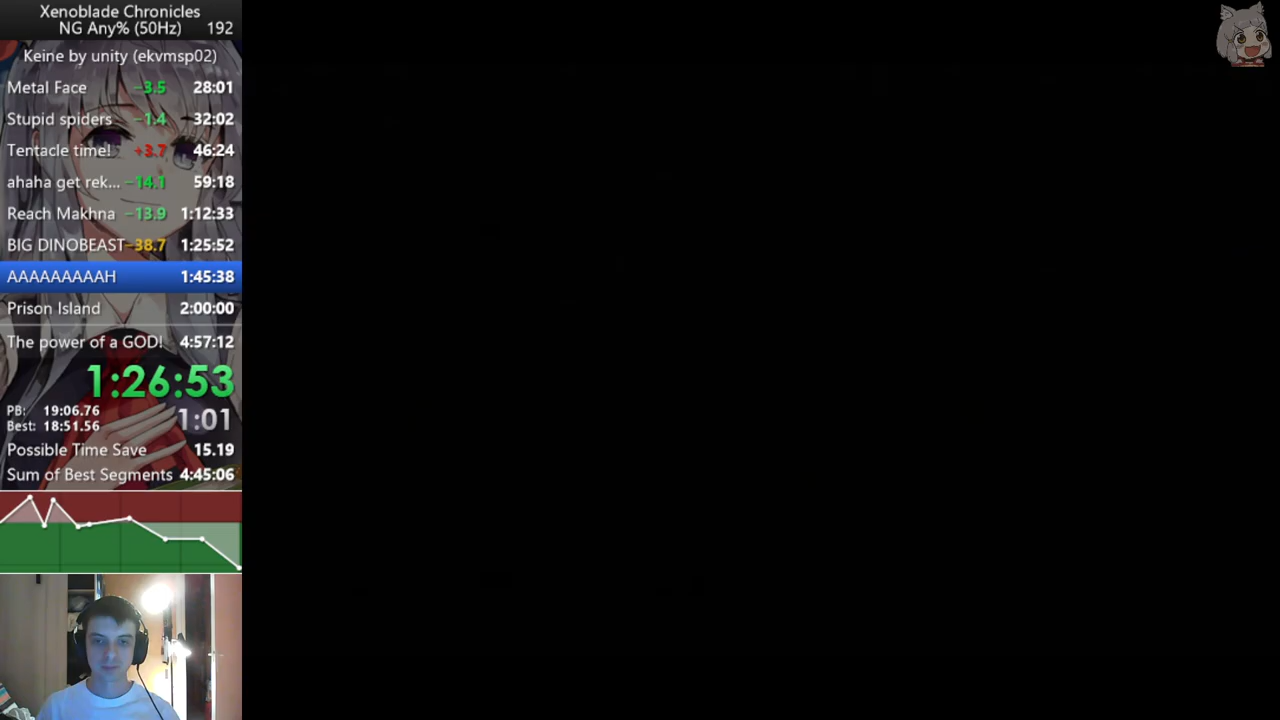 Xenoblade Chronicles
NG Any% (50Hz) 192
Keine by unity (ekvmsp02)
Metal Face -3.5 28:01
Stupid spiders -1.4 32:02
Tentacle time! +3.7 46:24
ahaha get rek... -14.1 59:18
Reach Makhna -13.9 1:12:33
BIG DINOBEAST -38.7 1:25:52
AAAAAAAAAH 1:45:38
Prison Island 2:00:00
The power of a GOD! 4:57:12
1:26:53
PB: 19:06.76 1:01
Best: 18:51.56
Possible Time Save 15.19
Sum of Best Segments 4:45:06